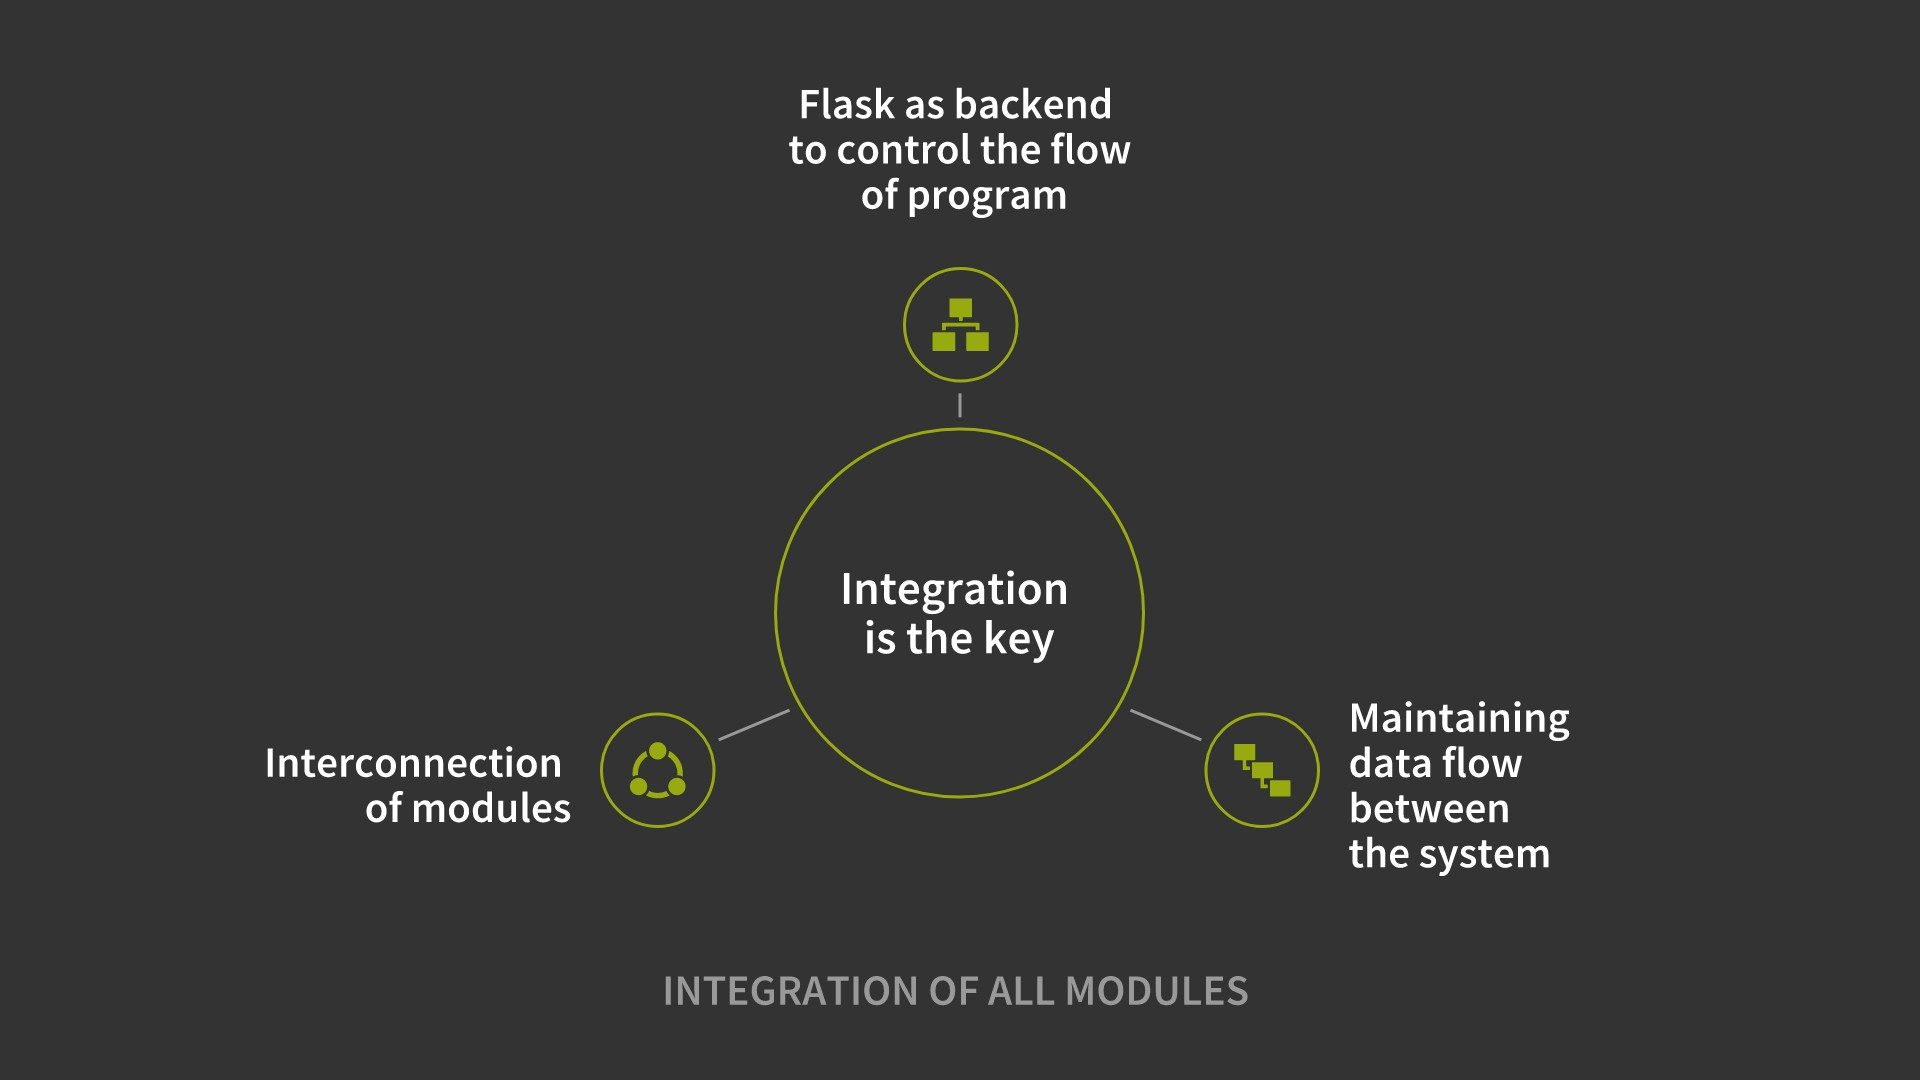 Flask as backend
to control the flow
of program
Integration
is the key
Interconnection
of modules
Maintaining
data flow
between
the system
INTEGRATION OF ALL MODULES